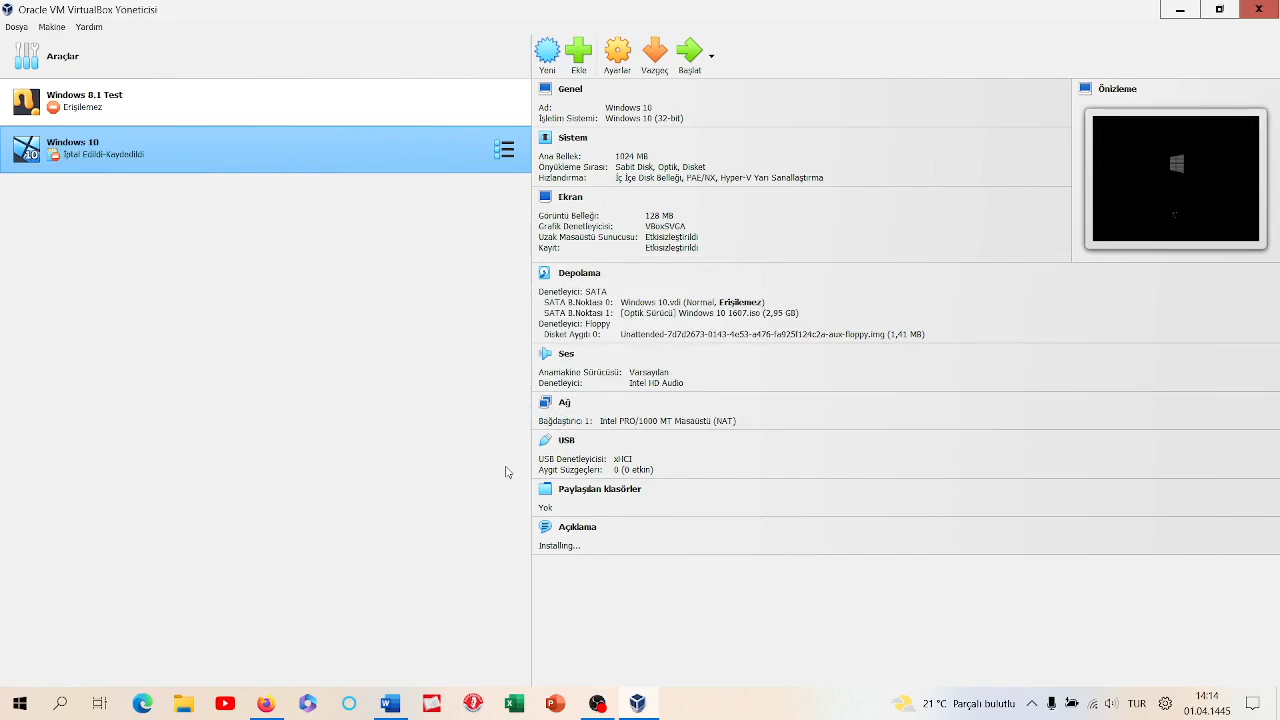 Oracle VM VirtualBox Yöneticisi
Dosya Makine Yardım
Araçlar
Yeni Ekle Ayarlar Vazgeç Başlat
Windows 8.1 Test
Erişilemez
Windows 10
İptal Edildi-Kaydedildi
10
Genel
Ad: Windows 10
İşletim Sistemi: Windows 10 (32-bit)
Sistem
Ana Bellek: 1024 MB
Önyükleme Sırası: Sabit Disk, Optik, Disket
Hızlandırma: İç İçe Disk Belleği, PAE/NX, Hyper-V Yarı Sanallaştırma
Ekran
Görüntü Belleği: 128 MB
Grafik Denetleyicisi: VBoxSVGA
Uzak Masaüstü Sunucusu: Etkisizleştirildi
Kayıt: Etkisizleştirildi
Önizleme
Depolama
Denetleyici: SATA
SATA B.Noktası 0: Windows 10.vdi (Normal, Erişilemez)
SATA B.Noktası 1: [Optik Sürücü] Windows 10 1607.iso (2,95 GB)
Denetleyici: Floppy
Disket Aygıtı 0: Unattended-7d7d2673-0143-4e53-a476-fa925f124c2a-aux-floppy.img (1,41 MB)
Ses
Anamakine Sürücüsü: Varsayılan
Denetleyici: Intel HD Audio
Ağ
Bağdaştırıcı 1: Intel PRO/1000 MT Masaüstü (NAT)
USB
USB Denetleyicisi: xHCI
Aygıt Süzgeçleri: 0 (0 etkin)
Paylaşılan klasörler
Yok
Açıklama
Installing...
21°C Parçalı bulutlu
TUR
14:14
01.04.1445